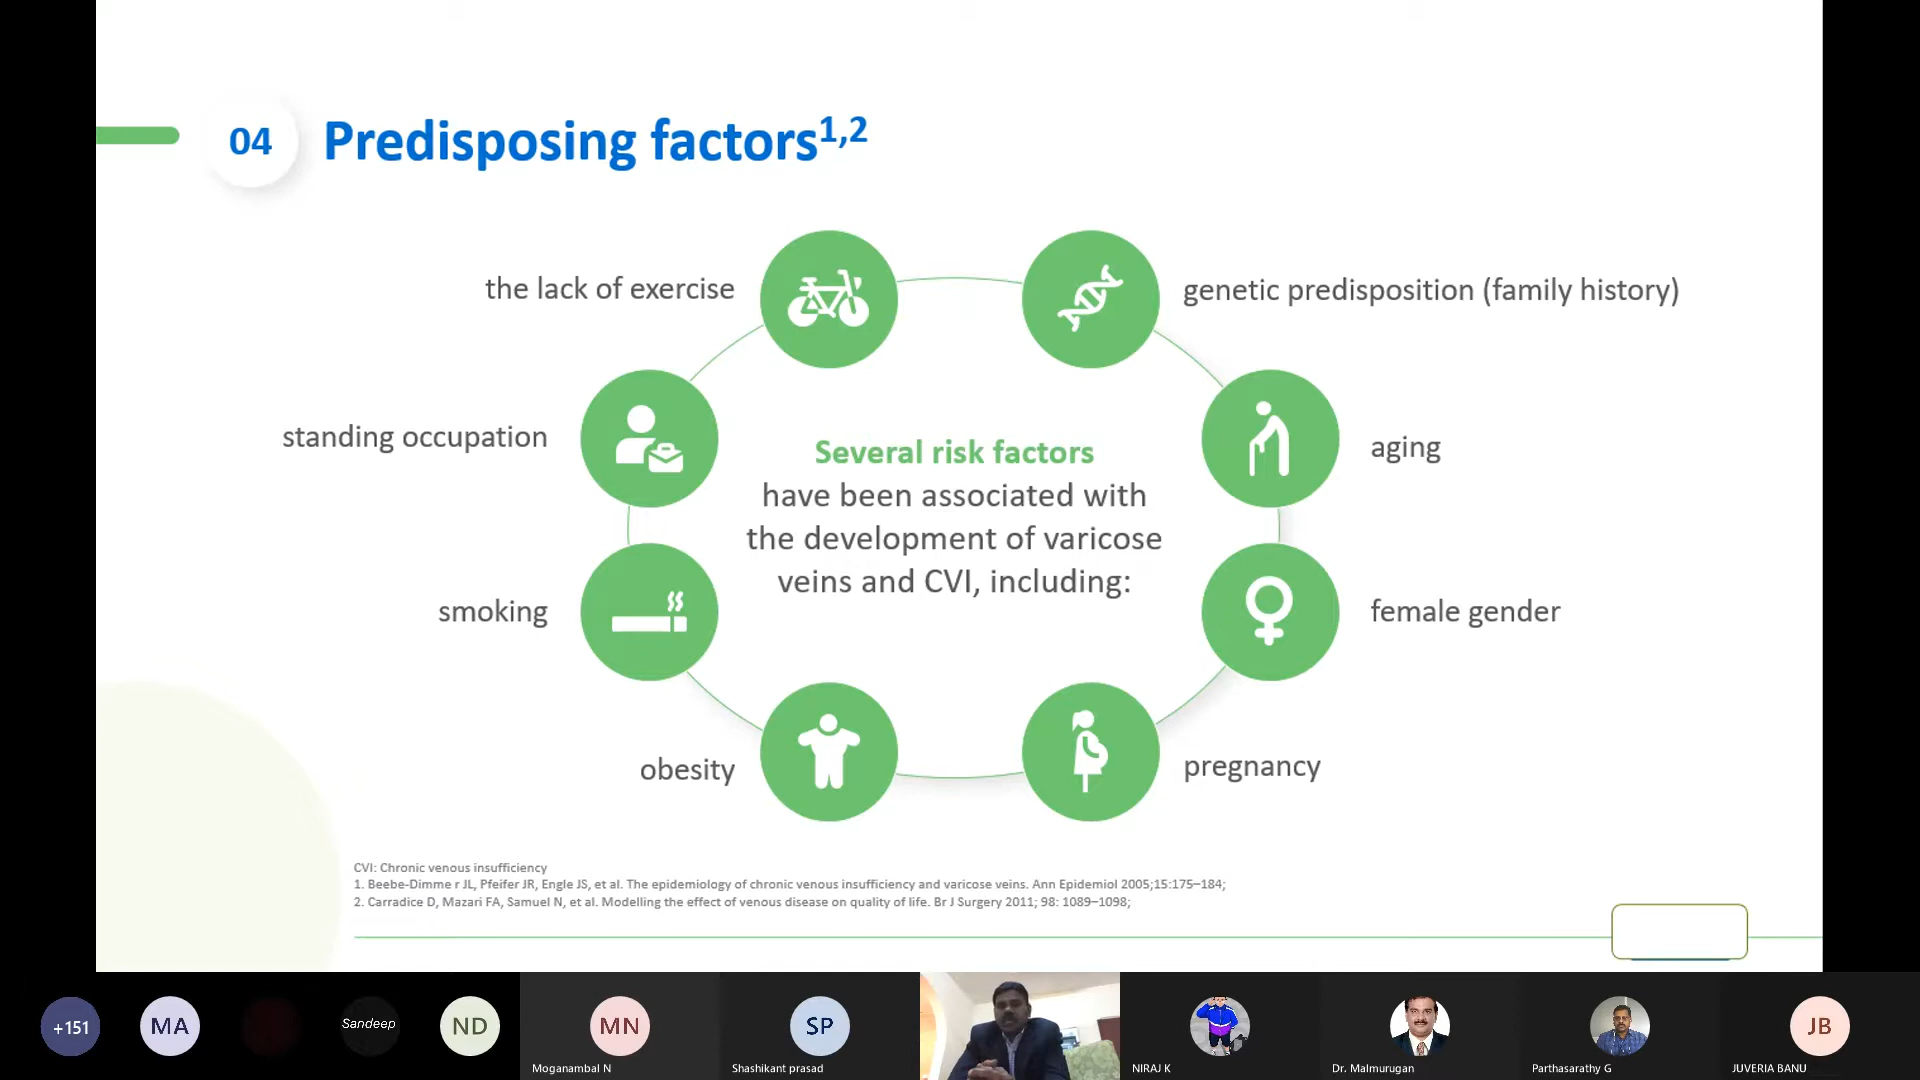 04
Predisposing factors1,2
the lack of exercise
genetic predisposition (family history)
standing occupation
aging
Several risk factors
have been associated with
the development of varicose
veins and CVI, including:
smoking
female gender
obesity
pregnancy
CVI: Chronic venous insufficiency
1. Beebe-Dimme r JL, Pfeifer JR, Engle JS, et al. The epidemiology of chronic venous insufficiency and varicose veins. Ann Epidemiol 2005;15:175–184;
2. Carradice D, Mazari FA, Samuel N, et al. Modelling the effect of venous disease on quality of life. Br J Surgery 2011; 98: 1089–1098;
+151
MA
Sandeep
ND
MN
Moganambal N
SP
Shashikant prasad
NIRAJ K
Dr. Malmurugan
Parthasarathy G
JB
JUVERIA BANU